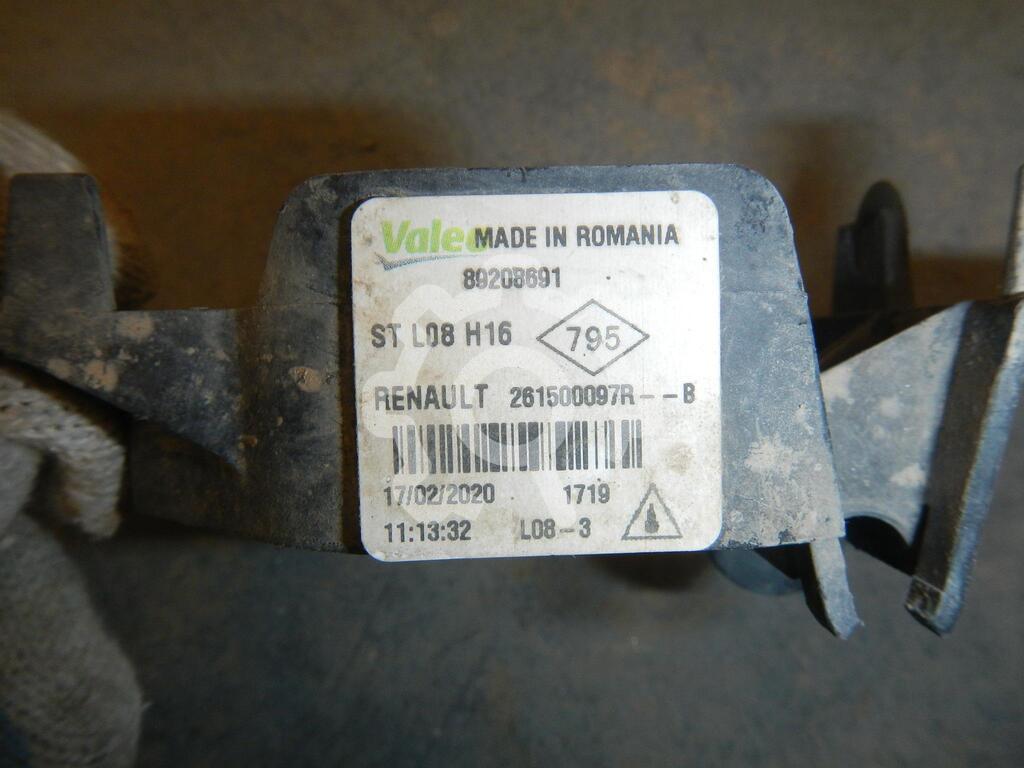 Valeo MADE IN ROMANIA
89208691
ST L08 H16 795
RENAULT 261500097R--B
17/02/2020 1719
11:13:32 L08-3